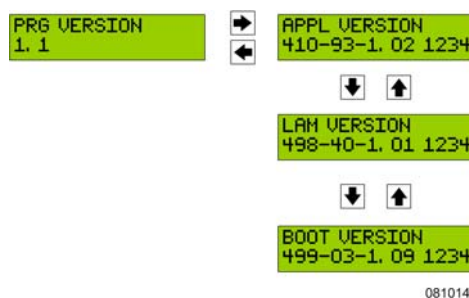 PRG VERSION
1. 1
APPL VERSION
410-93-1. 02 1234
LAM VERSION
498-40-1. 01 1234
BOOT VERSION
499-03-1. 09 1234
081014